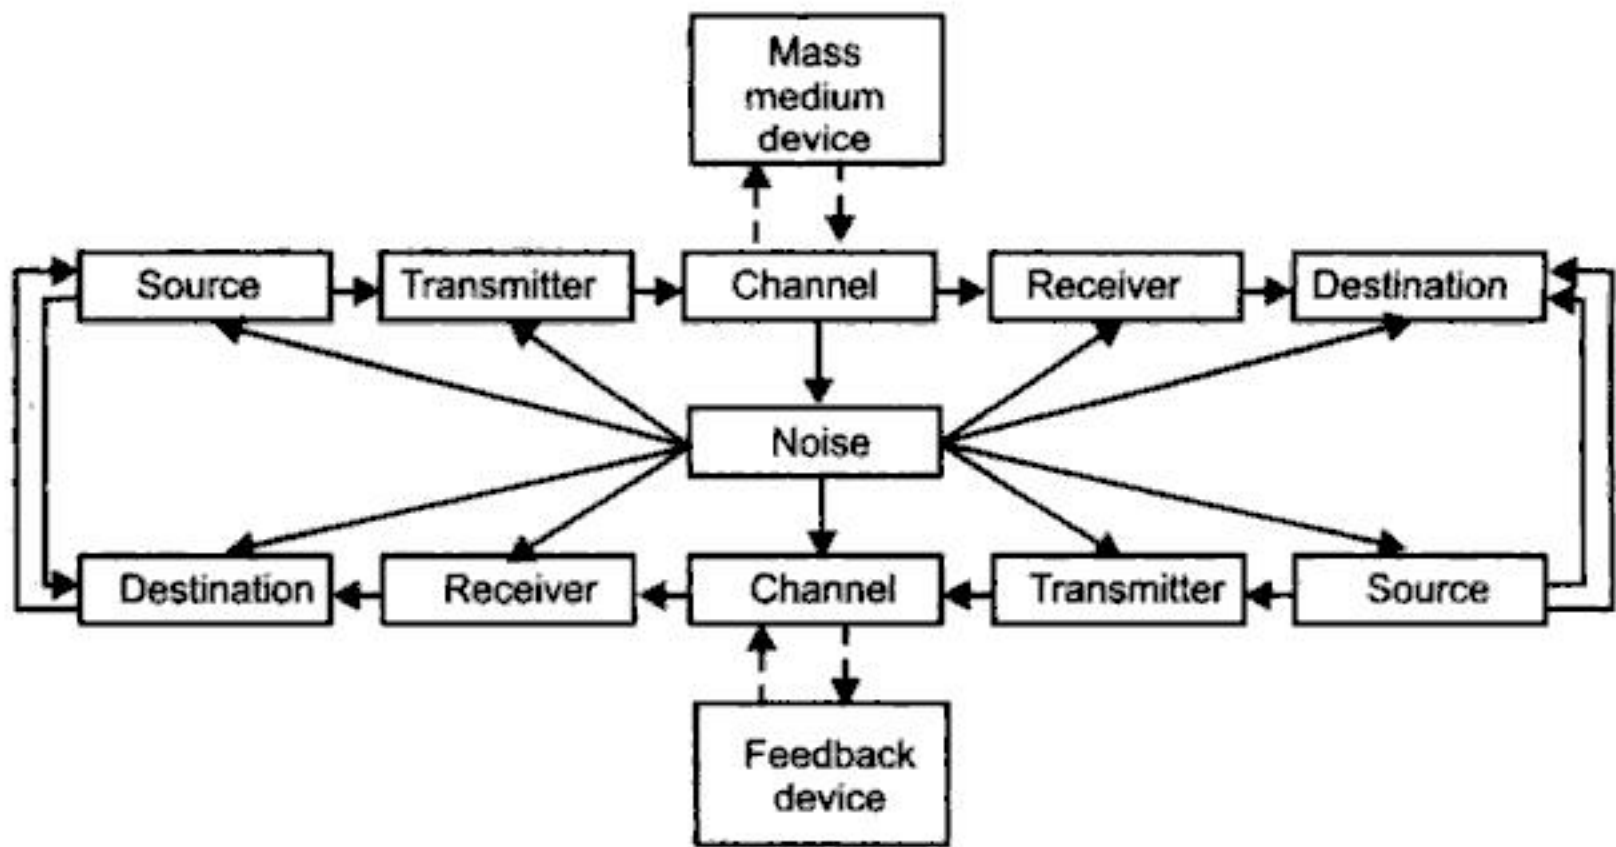 Mass
medium
device
Source
Transmitter
Channel
Receiver
Destination
Noise
Destination
Receiver
Channel
Transmitter
Source
Feedback
device